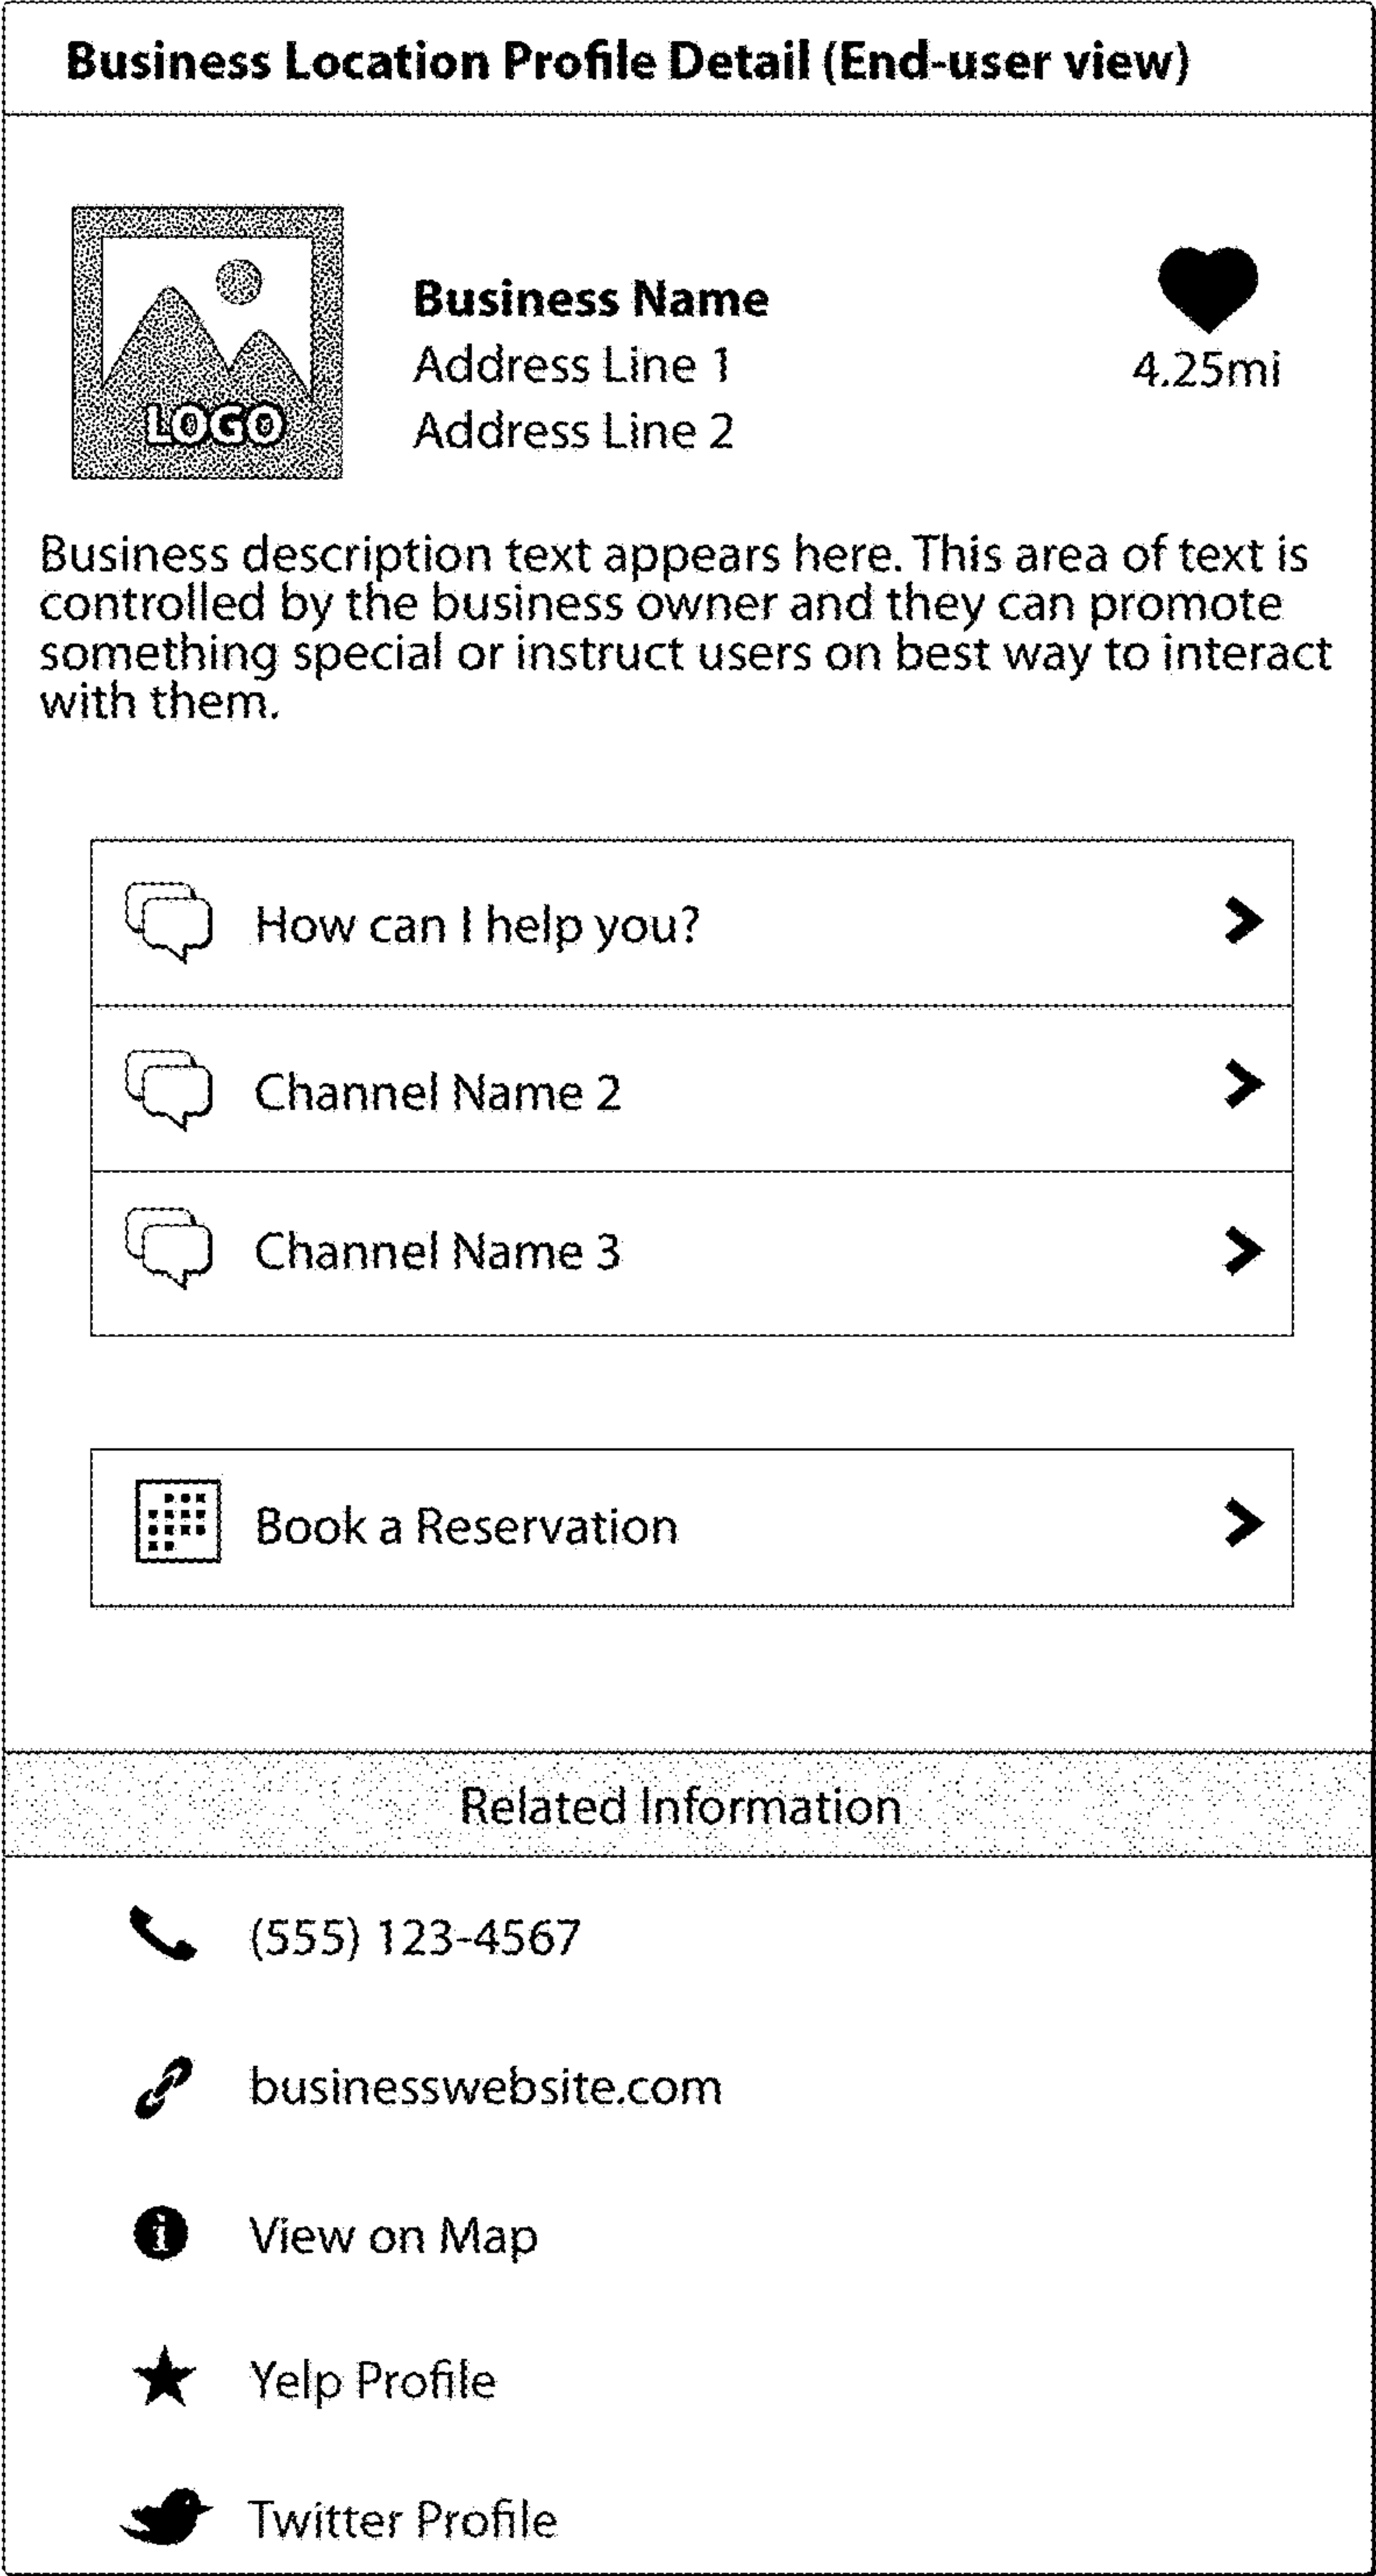 Business Location Profile Detail (End-user view)
LOGO
Business Name
Address Line 1
Address Line 2
4.25mi
Business description text appears here. This area of text is
controlled by the business owner and they can promote
something special or instruct users on best way to interact
with them.
How can I help you?
Channel Name 2
Channel Name 3
Book a Reservation
Related Information
(555) 123-4567
businesswebsite.com
i
View on Map
Yelp Profile
Twitter Profile